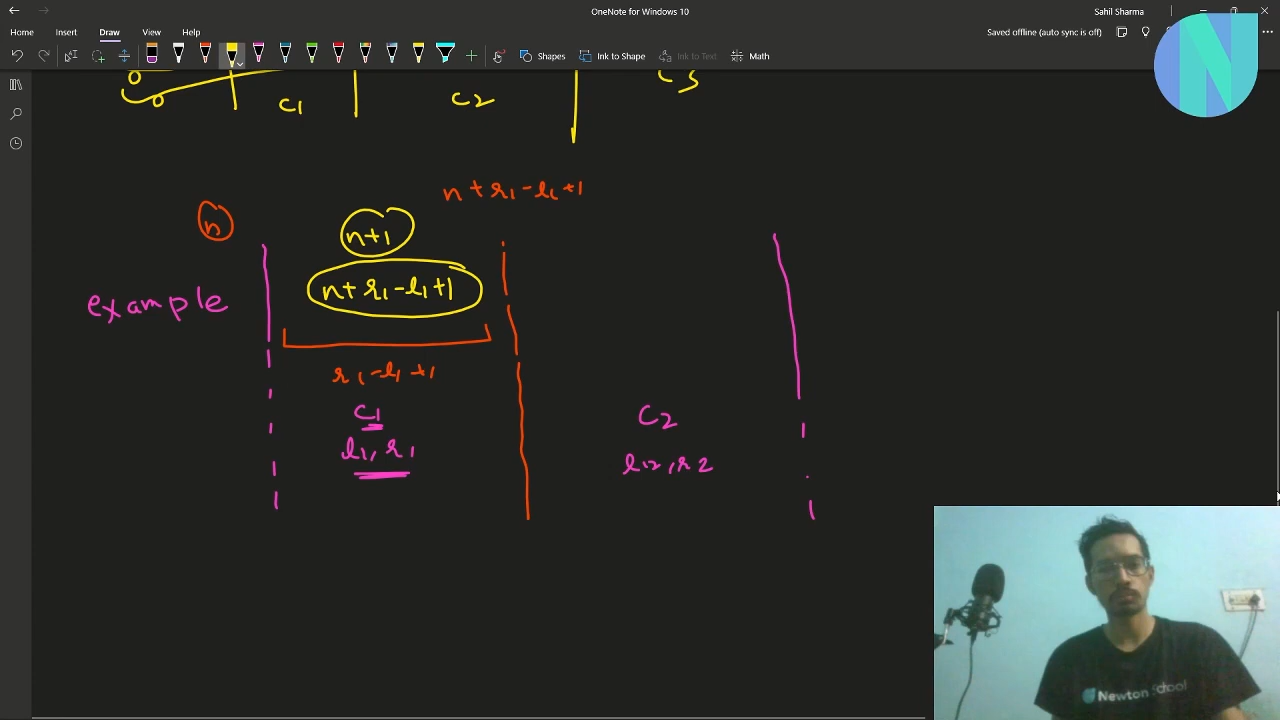 OneNote for Windows 10
Sahil Sharma
Home
Insert
Draw
View
Help
Saved offline (auto sync is off)
Shapes
Ink to Shape
Ink to Text
Math
C1
C2
n + r1 - l1 + 1
n
n+1
n + r1 - l1 + 1
example
r1 - l1 + 1
C1
C2
l1, r1
l2, r2
Newton School